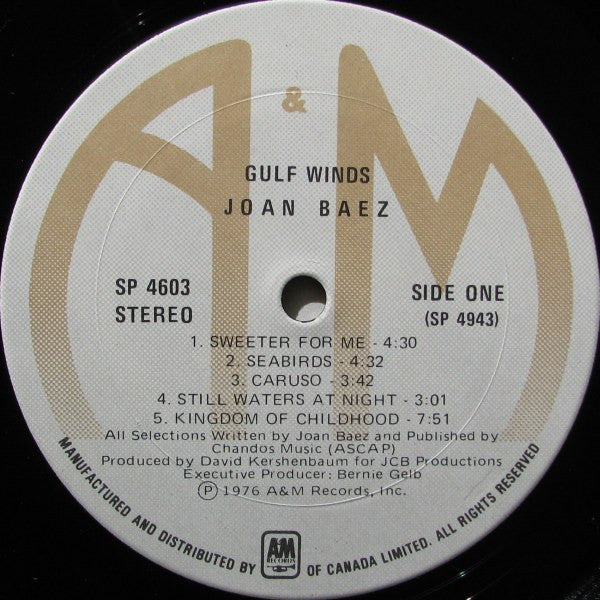 A & M
GULF WINDS
JOAN BAEZ
SP 4603
STEREO
SIDE ONE
(SP 4943)
1. SWEETER FOR ME - 4:30
2. SEABIRDS - 4:32
3. CARUSO - 3:42
4. STILL WATERS AT NIGHT - 3:01
5. KINGDOM OF CHILDHOOD - 7:51
All Selections Written by Joan Baez and Published by
Chandos Music (ASCAP)
Produced by David Kershenbaum for JCB Productions
Executive Producer: Bernie Gelb
Ⓟ 1976 A&M Records, Inc.
MANUFACTURED AND DISTRIBUTED BY AM RECORDS OF CANADA LIMITED. ALL RIGHTS RESERVED